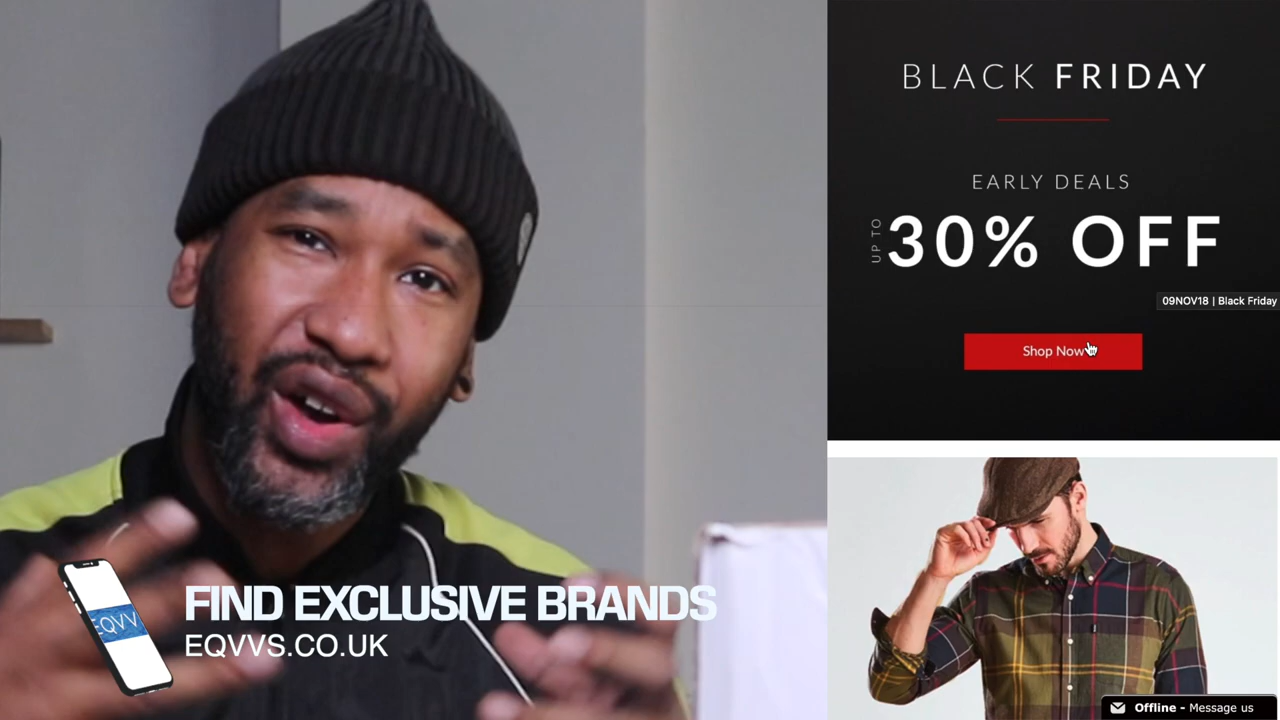 BLACK FRIDAY
EARLY DEALS
UP TO
30% OFF
09NOV18 | Black Friday
Shop Now
EQVV
FIND EXCLUSIVE BRANDS
EQVVS.CO.UK
Offline - Message us